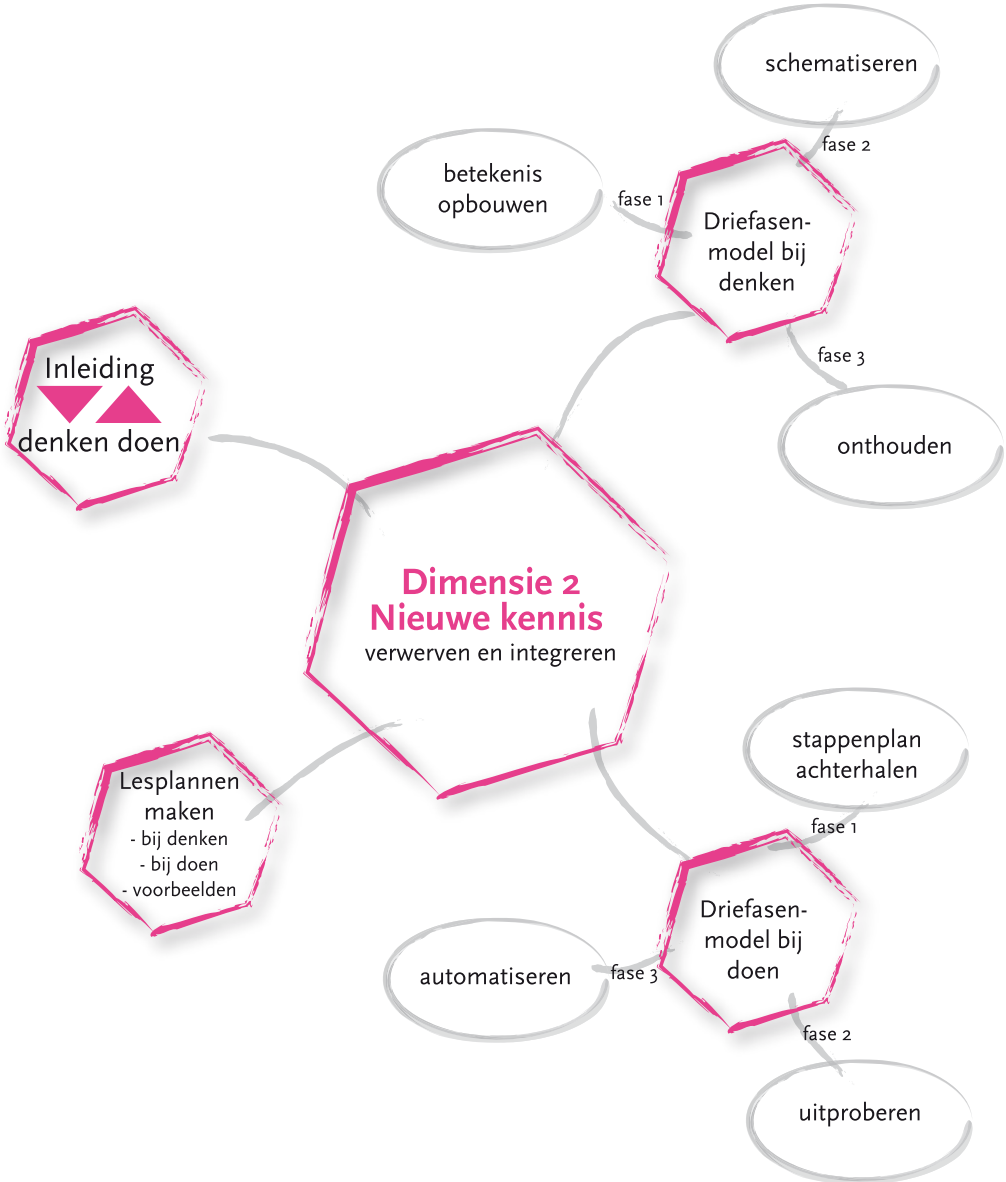 schematiseren
fase 2
betekenis
opbouwen
fase 1
Driefasen-
model bij
denken
fase 3
onthouden
Inleiding
denken doen
Dimensie 2
Nieuwe kennis
verwerven en integreren
Lesplannen
maken
- bij denken
- bij doen
- voorbeelden
stappenplan
achterhalen
fase 1
Driefasen-
model bij
doen
automatiseren
fase 3
fase 2
uitproberen